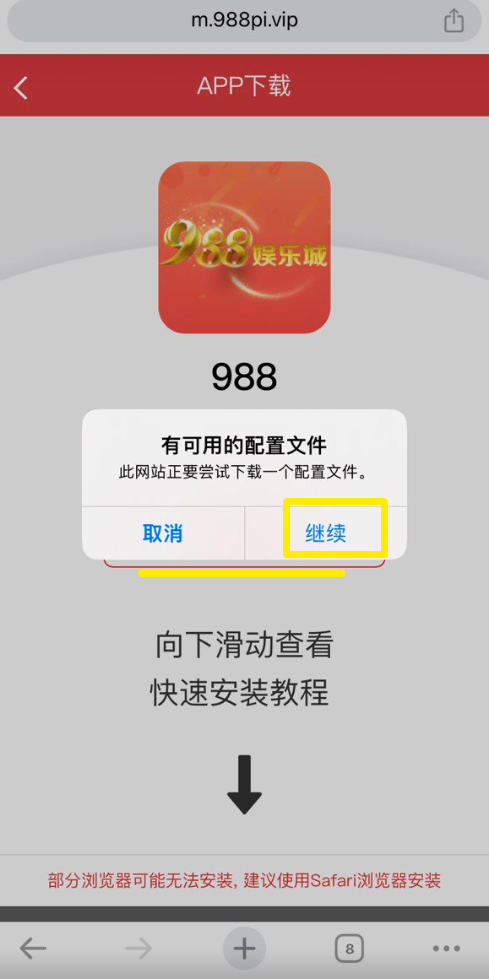 m.988pi.vip
APP下载
988娱乐城
988
有可用的配置文件
此网站正要尝试下载一个配置文件。
取消
继续
向下滑动查看
快速安装教程
部分浏览器可能无法安装, 建议使用Safari浏览器安装
8